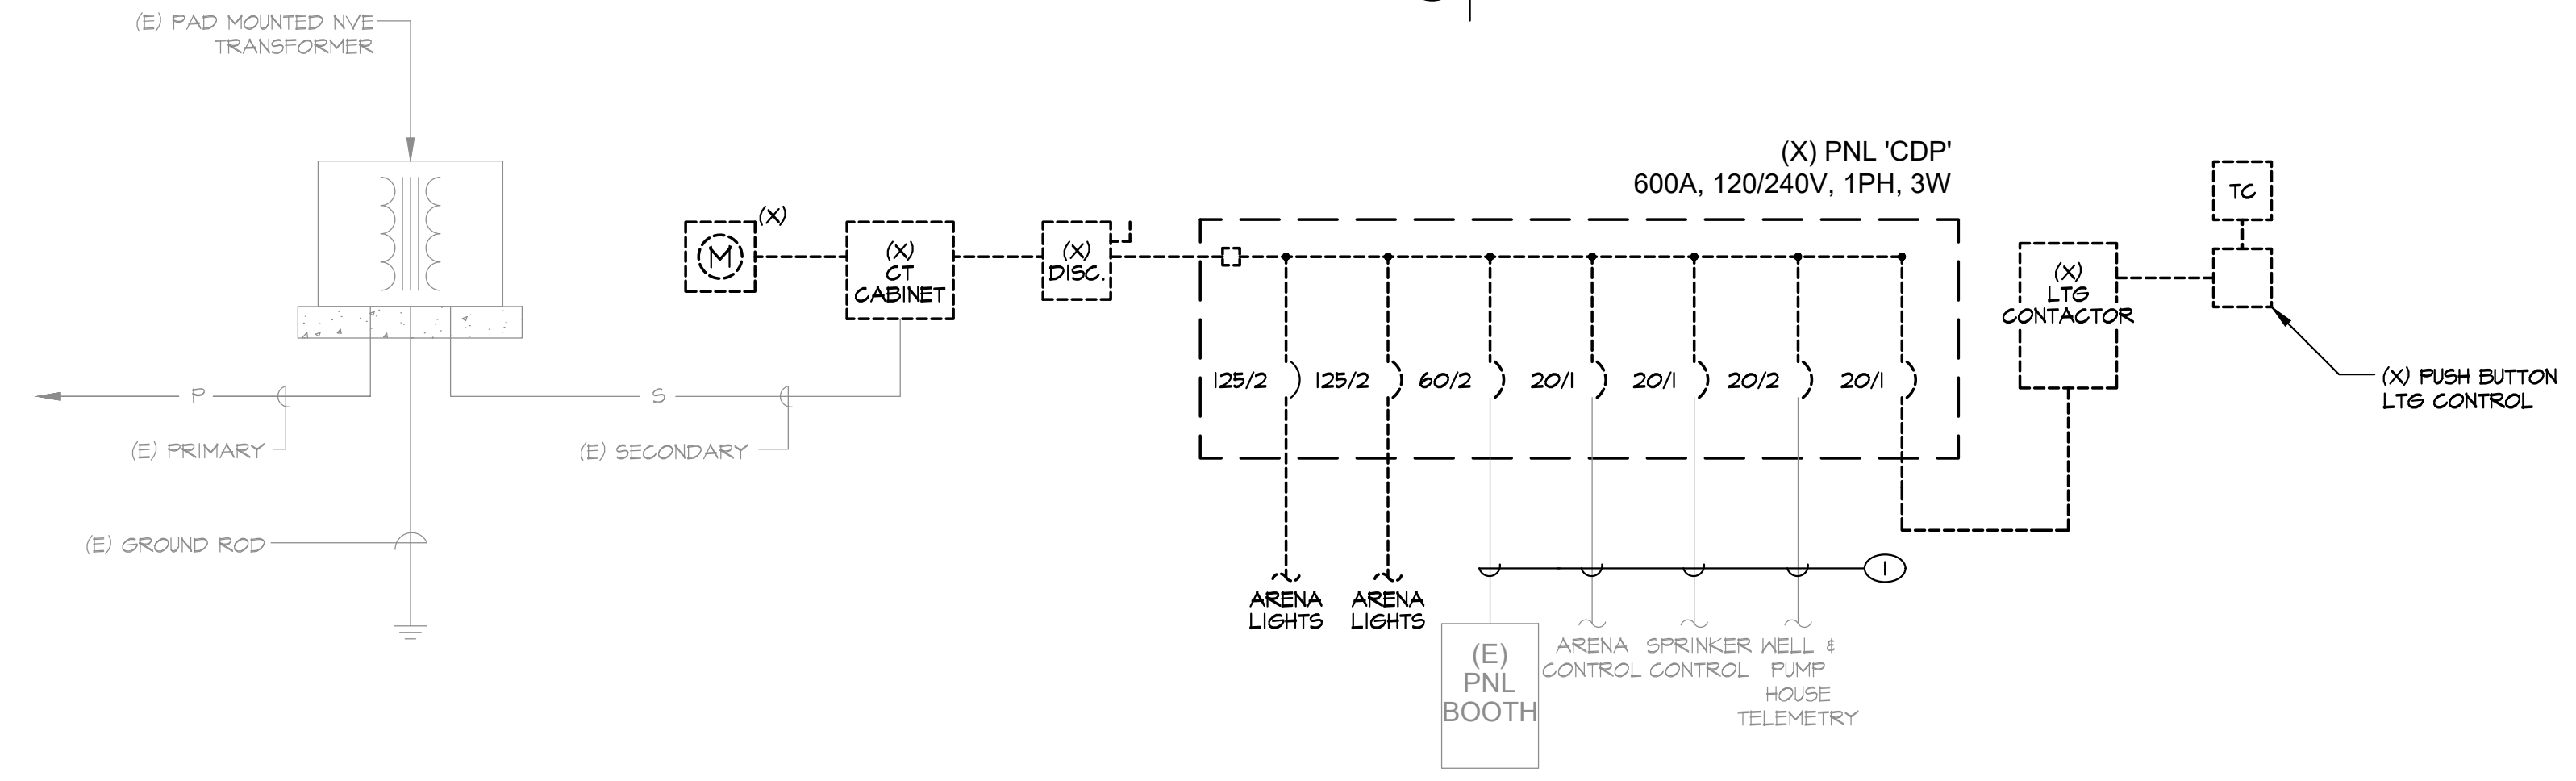 (E) PAD MOUNTED NVE
TRANSFORMER
(X) PNL 'CDP'
600A, 120/240V, 1PH, 3W
TC
(X)
M
(X)
CT
CABINET
(X)
DISC.
(X)
LTG
CONTACTOR
125/2
125/2
60/2
20/1
20/1
20/2
20/1
(X) PUSH BUTTON
LTG CONTROL
P
S
(E) PRIMARY
(E) SECONDARY
(E) GROUND ROD
1
ARENA
LIGHTS
ARENA
LIGHTS
(E)
PNL
BOOTH
ARENA
CONTROL
SPRINKER
CONTROL
WELL &
PUMP
HOUSE
TELEMETRY